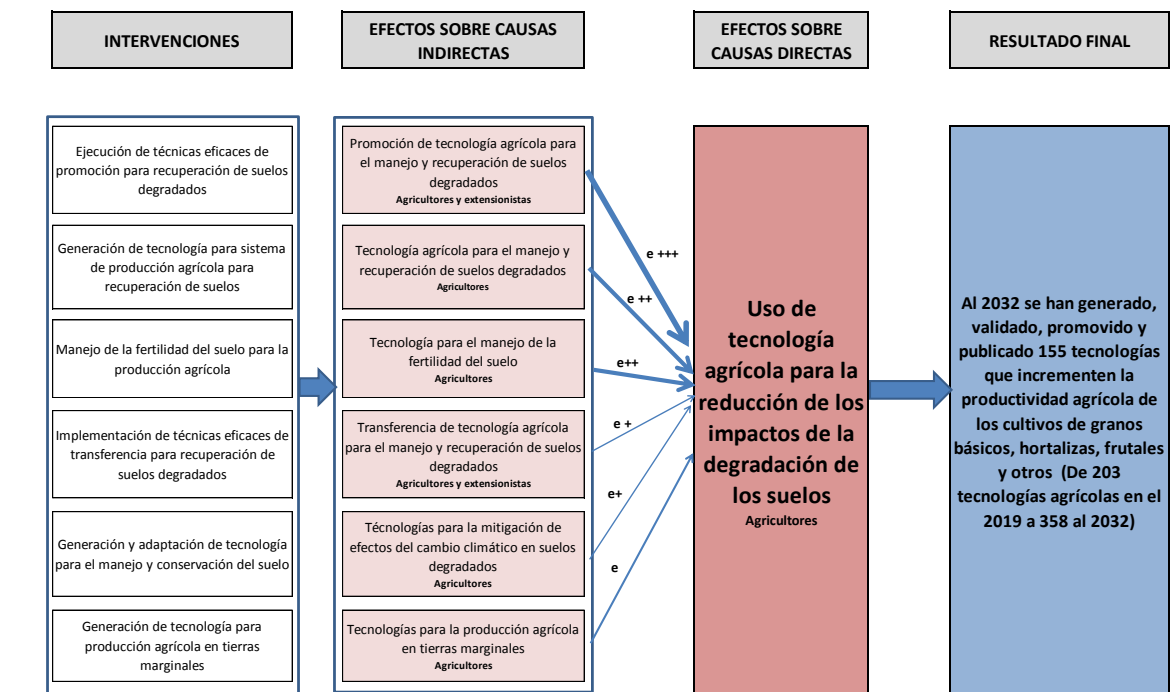 INTERVENCIONES
EFECTOS SOBRE CAUSAS
INDIRECTAS
EFECTOS SOBRE
CAUSAS DIRECTAS
RESULTADO FINAL
Ejecución de técnicas eficaces de
promoción para recuperación de suelos
degradados
Generación de tecnología para sistema
de producción agrícola para
recuperación de suelos
Manejo de la fertilidad del suelo para la
producción agrícola
Implementación de técnicas eficaces de
transferencia para recuperación de
suelos degradados
Generación y adaptación de tecnología
para el manejo y conservación del suelo
Generación de tecnología para
producción agrícola en tierras
marginales
Promoción de tecnología agrícola para
el manejo y recuperación de suelos
degradados
Agricultores y extensionistas
Tecnología agrícola para el manejo y
recuperación de suelos degradados
Agricultores
Tecnología para el manejo de la
fertilidad del suelo
Agricultores
Transferencia de tecnología agrícola
para el manejo y recuperación de suelos
degradados
Agricultores y extensionistas
Técnologías para la mitigación de
efectos del cambio climático en suelos
degradados
Agricultores
Tecnologías para la producción agrícola
en tierras marginales
Agricultores
e +++
e ++
e++
e +
e+
e
Uso de
tecnología
agrícola para la
reducción de los
impactos de la
degradación de
los suelos
Agricultores
Al 2032 se han generado,
validado, promovido y
publicado 155 tecnologías
que incrementen la
productividad agrícola de
los cultivos de granos
básicos, hortalizas, frutales
y otros (De 203
tecnologías agrícolas en el
2019 a 358 al 2032)